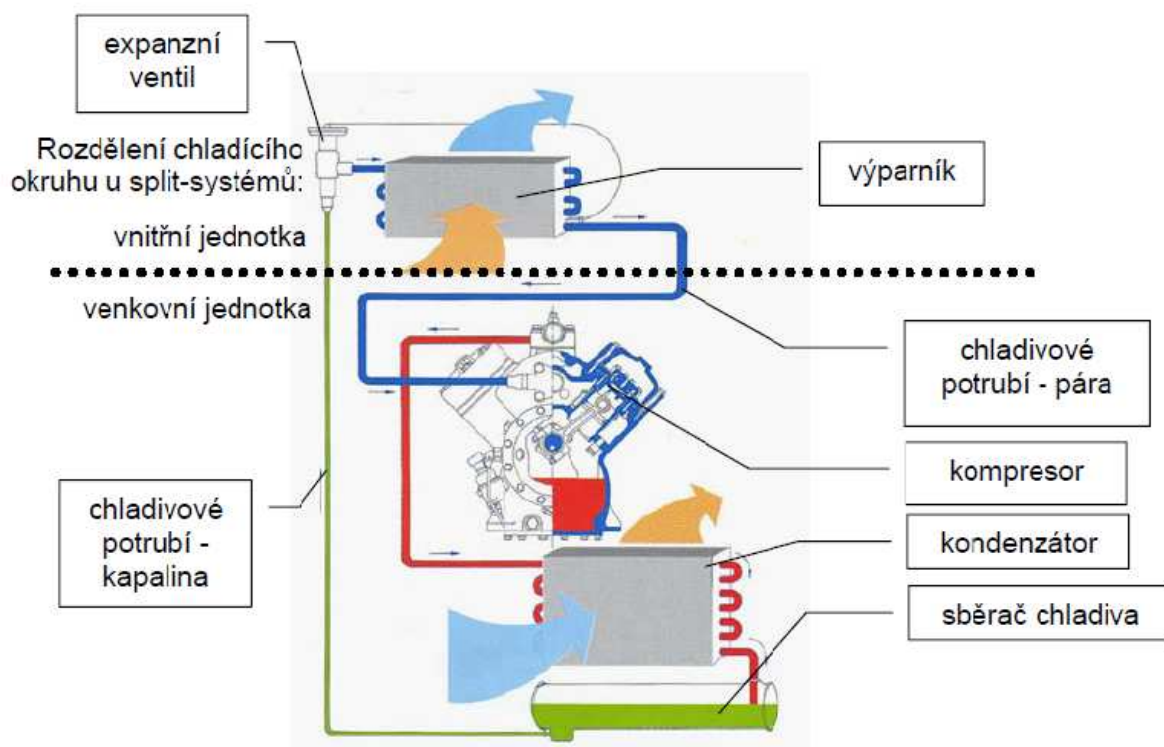 expanzní
ventil
Rozdělení chladícího
okruhu u split-systémů:
výparník
vnitřní jednotka
venkovní jednotka
chladivové
potrubí - pára
kompresor
chladivové
potrubí -
kapalina
kondenzátor
sběrač chladiva